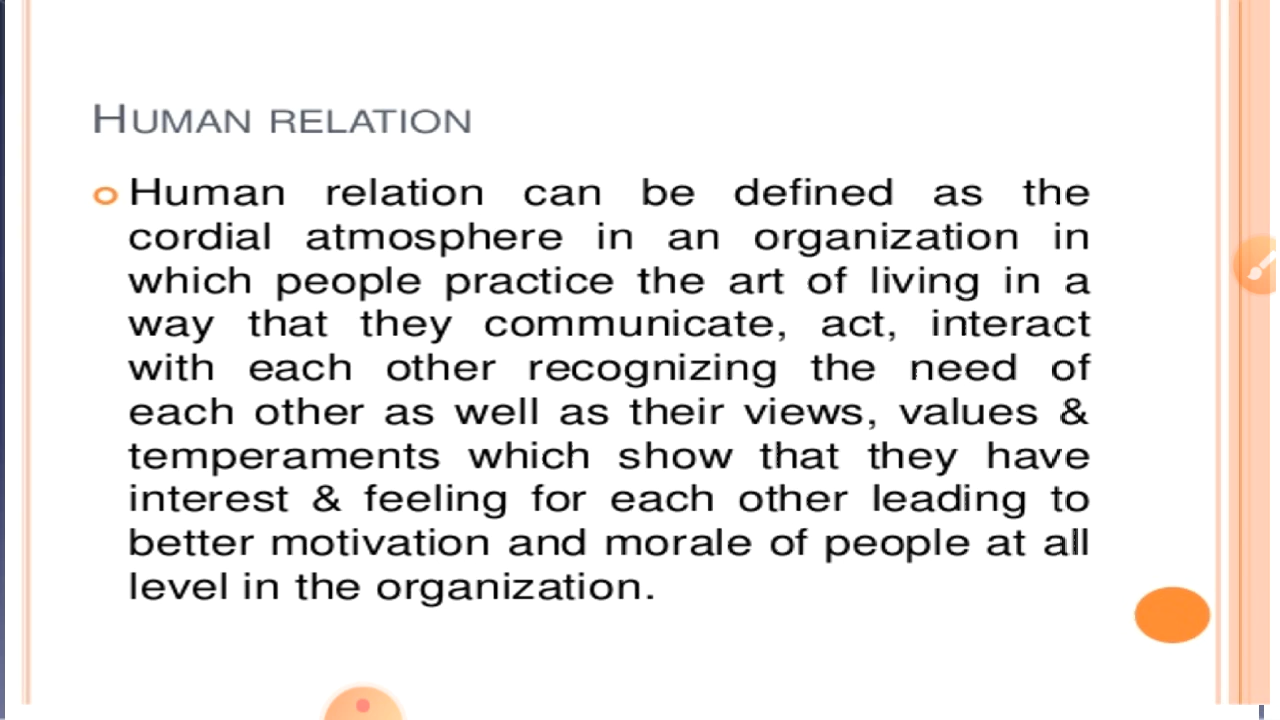 HUMAN RELATION
Human relation can be defined as the
cordial atmosphere in an organization in
which people practice the art of living in a
way that they communicate, act, interact
with each other recognizing the need of
each other as well as their views, values &
temperaments which show that they have
interest & feeling for each other leading to
better motivation and morale of people at all
level in the organization.